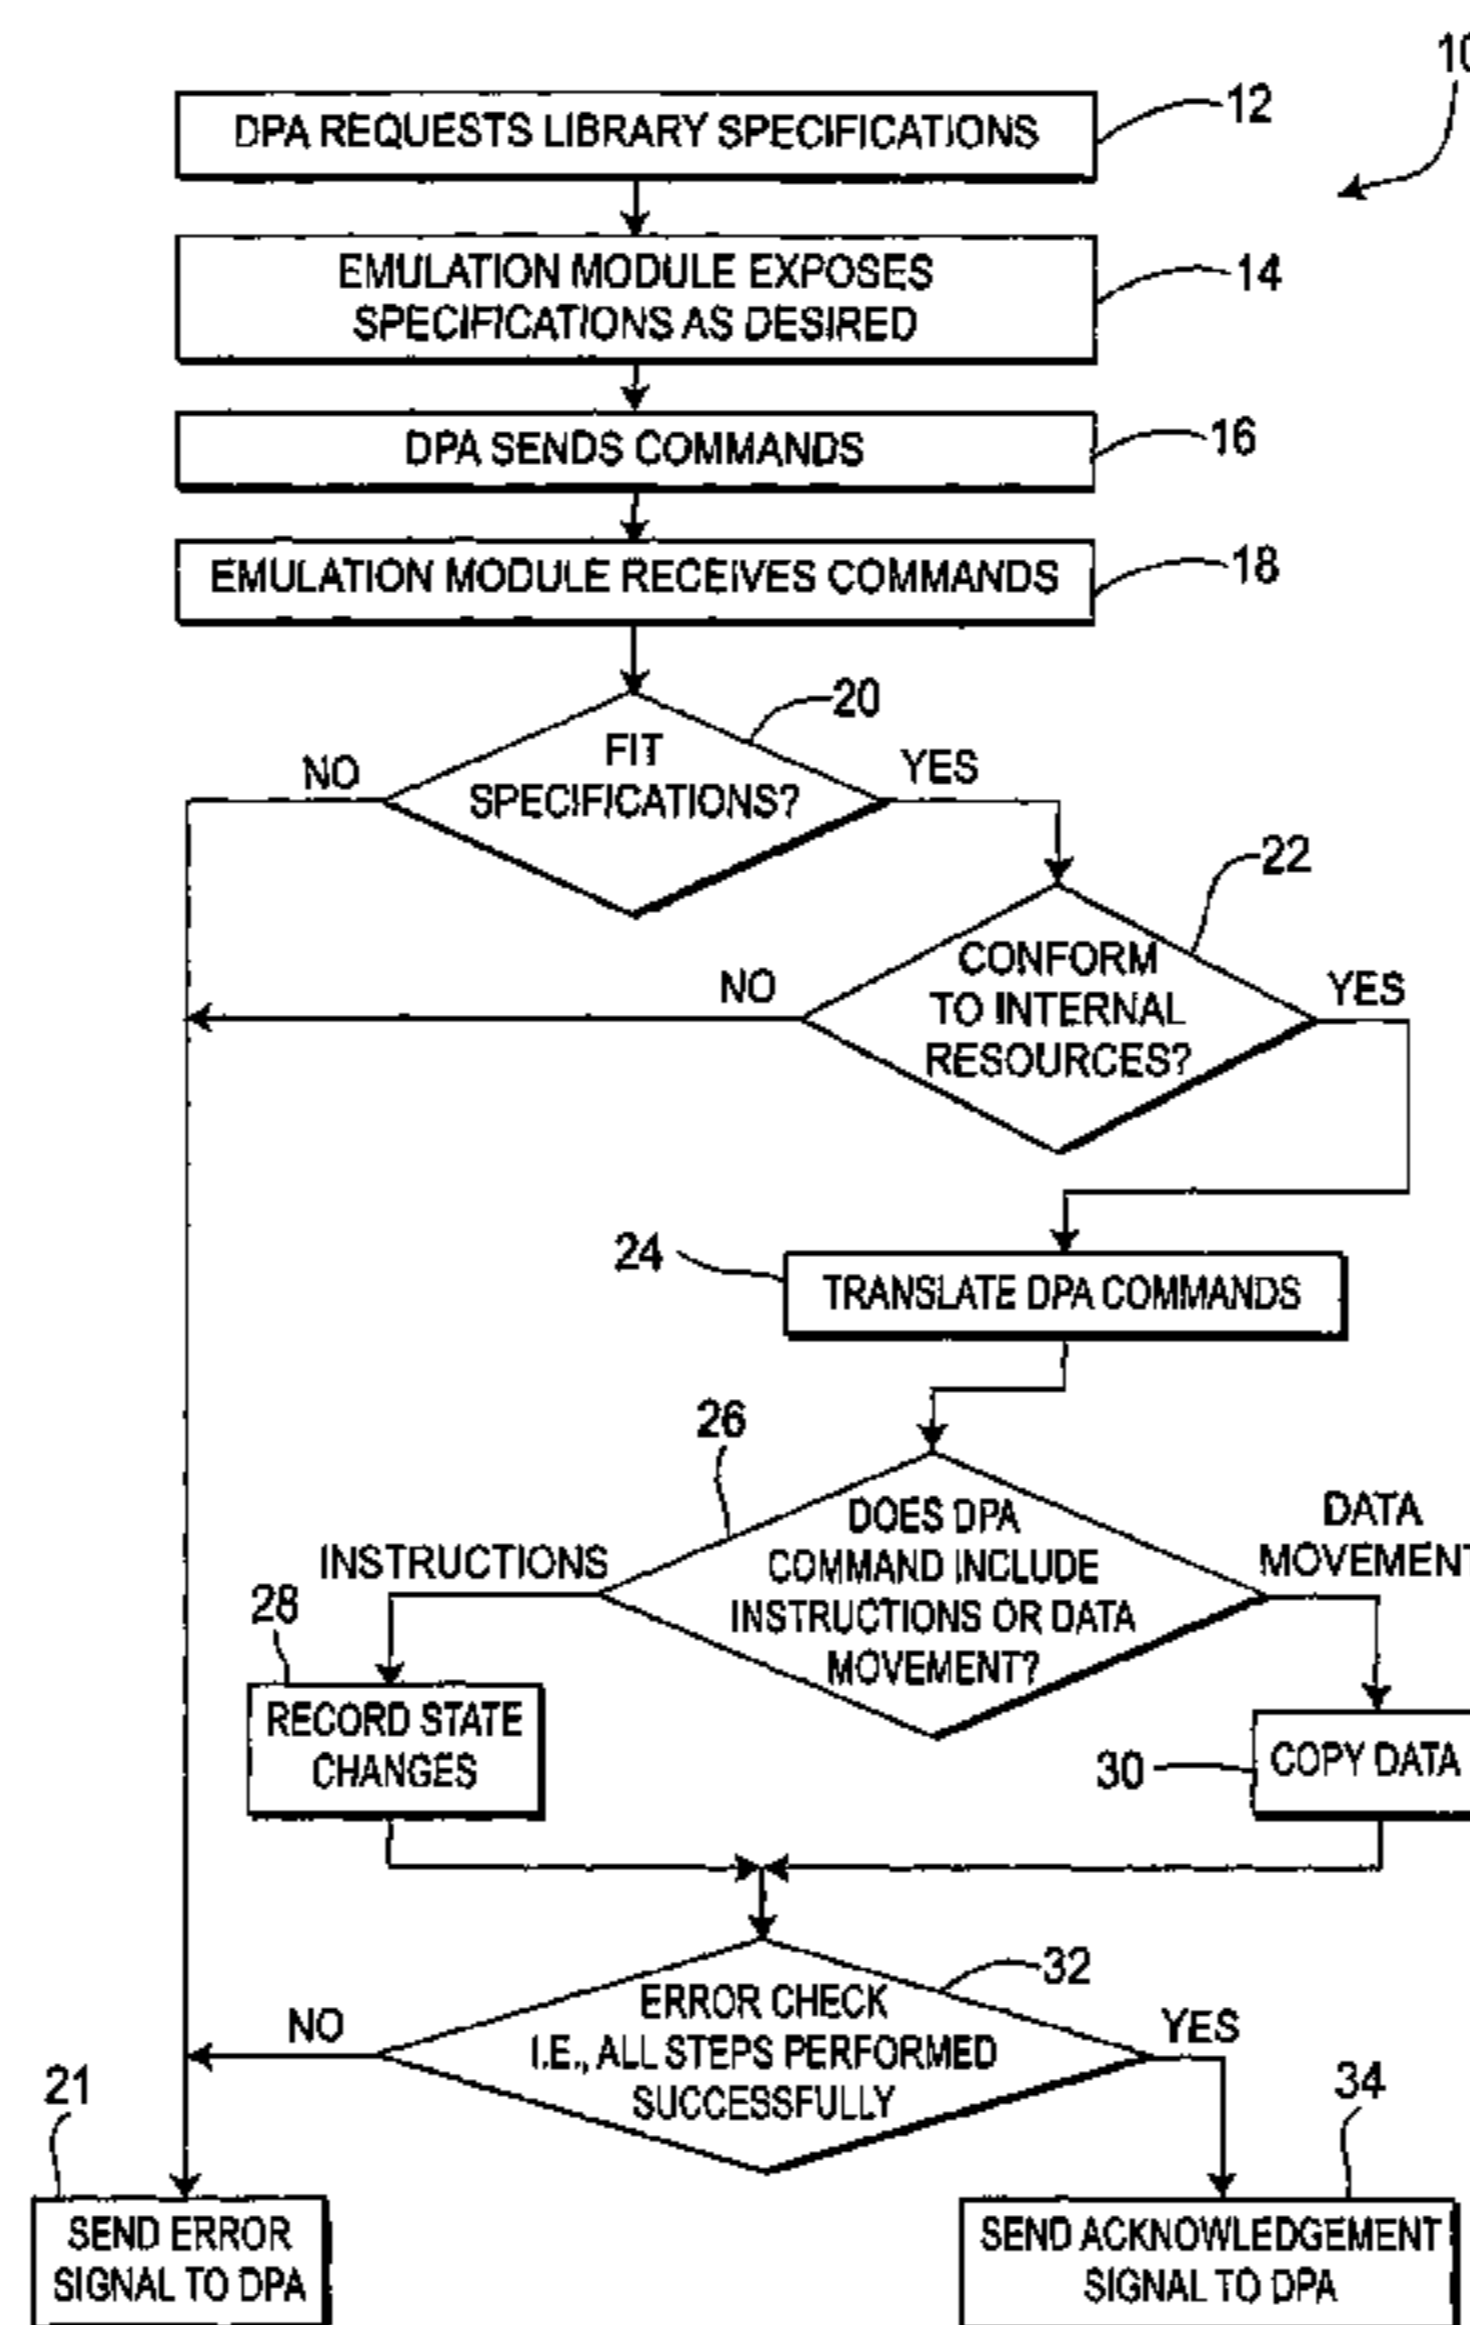 10
DPA REQUESTS LIBRARY SPECIFICATIONS
12
EMULATION MODULE EXPOSES
SPECIFICATIONS AS DESIRED
14
DPA SENDS COMMANDS
16
EMULATION MODULE RECEIVES COMMANDS
18
20
FIT
SPECIFICATIONS?
NO
YES
22
CONFORM
TO INTERNAL
RESOURCES?
NO
YES
24
TRANSLATE DPA COMMANDS
26
DOES DPA
COMMAND INCLUDE
INSTRUCTIONS OR DATA
MOVEMENT?
INSTRUCTIONS
DATA
MOVEMENT
28
RECORD STATE
CHANGES
30
COPY DATA
32
ERROR CHECK
I.E., ALL STEPS PERFORMED
SUCCESSFULLY
NO
YES
21
SEND ERROR
SIGNAL TO DPA
34
SEND ACKNOWLEDGEMENT
SIGNAL TO DPA